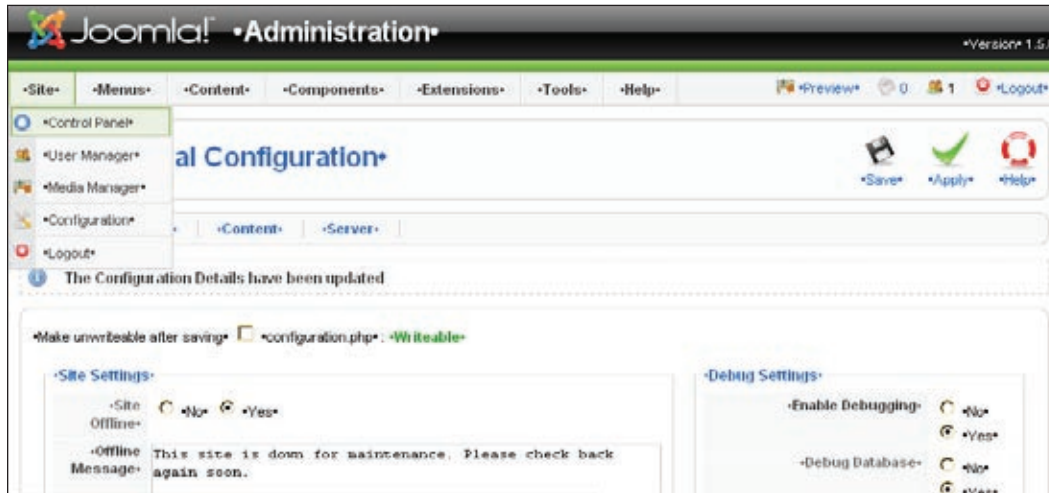 Joomla! •Administration•
•Version• 1.5.
•Site• •Menus• •Content• •Components• •Extensions• •Tools• •Help• •Preview• 0 1 •Logout•
•Control Panel•
•User Manager•
•Media Manager•
•Configuration•
•Logout•
al Configuration•
•Save• •Apply• •Help•
•Content• •Server•
The Configuration Details have been updated
•Make unwriteable after saving• •configuration.php• : •Writeable•
•Site Settings•
•Site Offline• •No• •Yes•
•Offline Message• This site is down for maintenance. Please check back
again soon.
•Debug Settings•
•Enable Debugging• •No•
•Yes•
•Debug Database• •No•
•Yes•